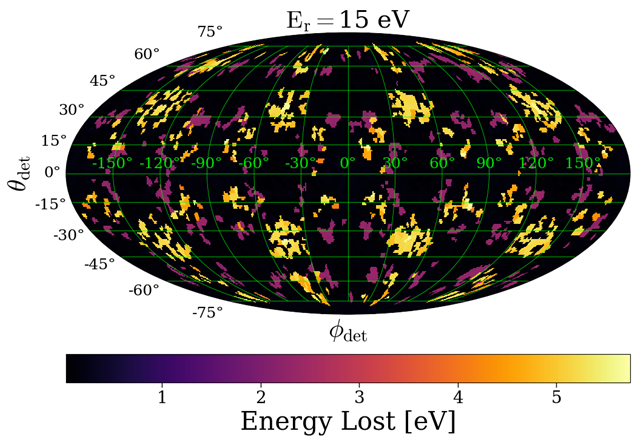 E_r = 15 eV
75°
60°
45°
30°
15°
0°
-15°
-30°
-45°
-60°
-75°
-150° -120° -90° -60° -30° 0° 30° 60° 90° 120° 150°
θ_det
ϕ_det
1 2 3 4 5
Energy Lost [eV]